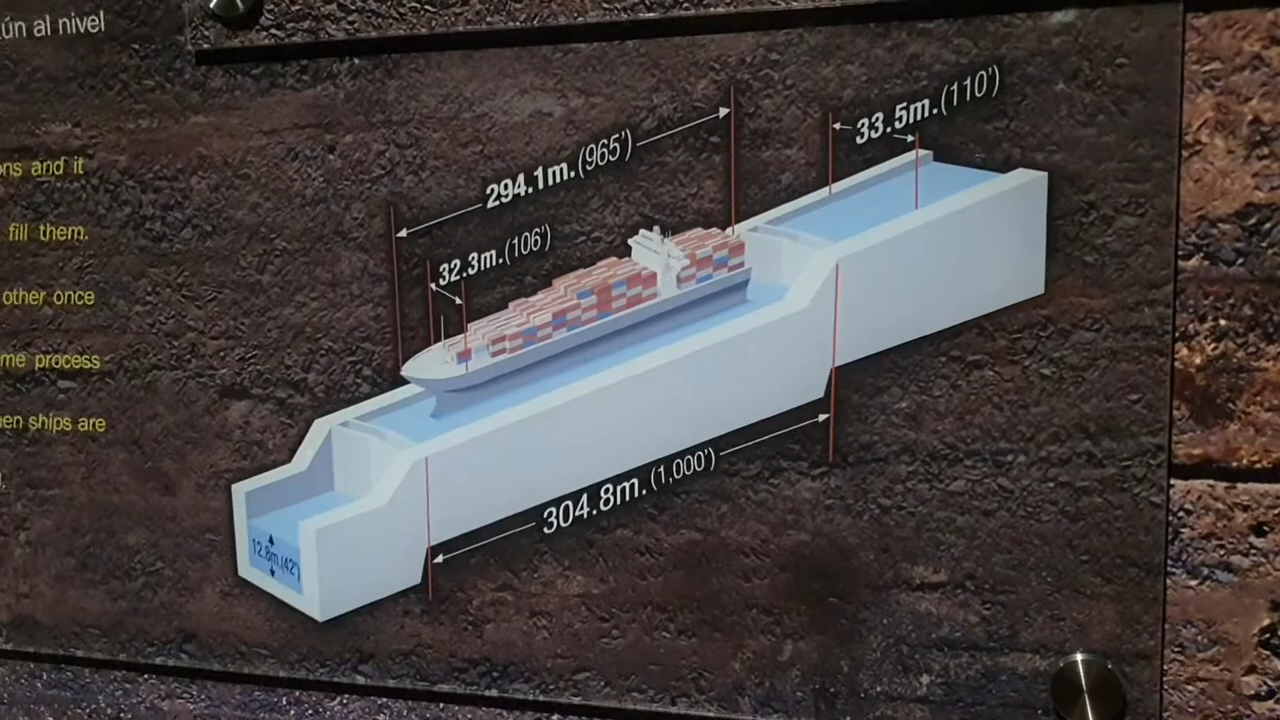 ún al nivel
ons and it
fill them.
other once
me process
en ships are
294.1m.(965')
33.5m.(110')
32.3m.(106')
304.8m.(1,000')
12.8m.(42')